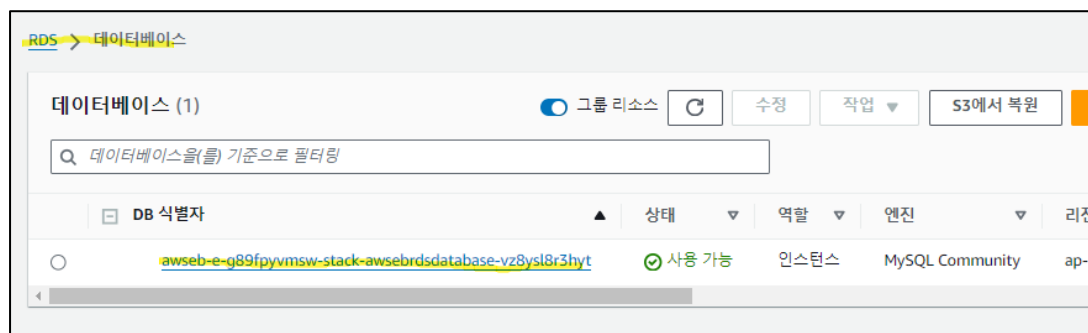 RDS > 데이터베이스
데이터베이스 (1)
그룹 리소스
수정
작업
S3에서 복원
데이터베이스을(를) 기준으로 필터링
DB 식별자 상태 역할 엔진
awseb-e-g89fpyvmsw-stack-awsebrdsdatabase-vz8ysl8r3hyt 사용 가능 인스턴스 MySQL Community ap-